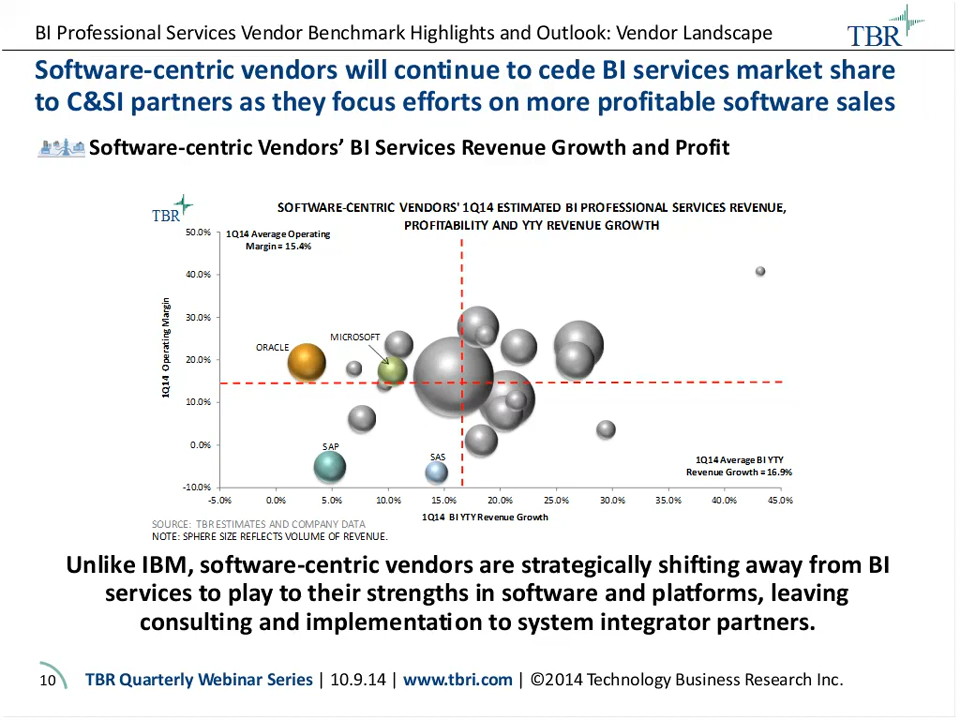 BI Professional Services Vendor Benchmark Highlights and Outlook: Vendor Landscape
TBR
Software-centric vendors will continue to cede BI services market share
to C&SI partners as they focus efforts on more profitable software sales
Software-centric Vendors’ BI Services Revenue Growth and Profit
TBR
SOFTWARE-CENTRIC VENDORS' 1Q14 ESTIMATED BI PROFESSIONAL SERVICES REVENUE,
PROFITABILITY AND YTY REVENUE GROWTH
1Q14 Average Operating
Margin = 15.4%
50.0%
40.0%
30.0%
20.0%
10.0%
0.0%
-10.0%
1Q14 Operating Margin
ORACLE
MICROSOFT
SAP
SAS
1Q14 Average BI YTY
Revenue Growth = 16.9%
-5.0% 0.0% 5.0% 10.0% 15.0% 20.0% 25.0% 30.0% 35.0% 40.0% 45.0%
1Q14 BI YTY Revenue Growth
SOURCE: TBR ESTIMATES AND COMPANY DATA
NOTE: SPHERE SIZE REFLECTS VOLUME OF REVENUE.
Unlike IBM, software-centric vendors are strategically shifting away from BI
services to play to their strengths in software and platforms, leaving
consulting and implementation to system integrator partners.
10 TBR Quarterly Webinar Series | 10.9.14 | www.tbri.com | ©2014 Technology Business Research Inc.